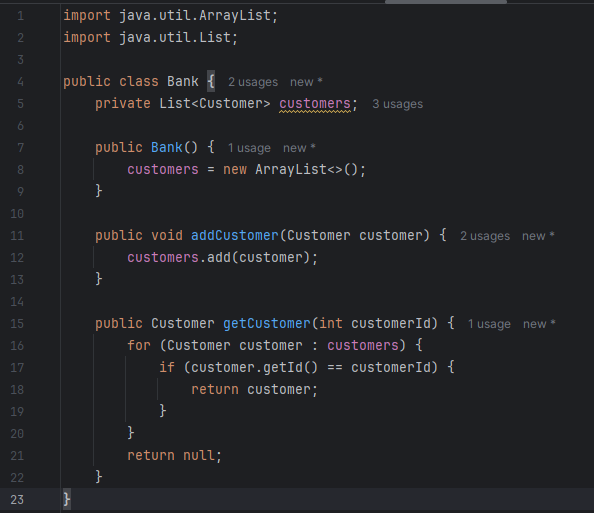 1 import java.util.ArrayList;
2 import java.util.List;
3
4 public class Bank { 2 usages new *
5 private List<Customer> customers; 3 usages
6
7 public Bank() { 1 usage new *
8 customers = new ArrayList<>();
9 }
10
11 public void addCustomer(Customer customer) { 2 usages new *
12 customers.add(customer);
13 }
14
15 public Customer getCustomer(int customerId) { 1 usage new *
16 for (Customer customer : customers) {
17 if (customer.getId() == customerId) {
18 return customer;
19 }
20 }
21 return null;
22 }
23 }